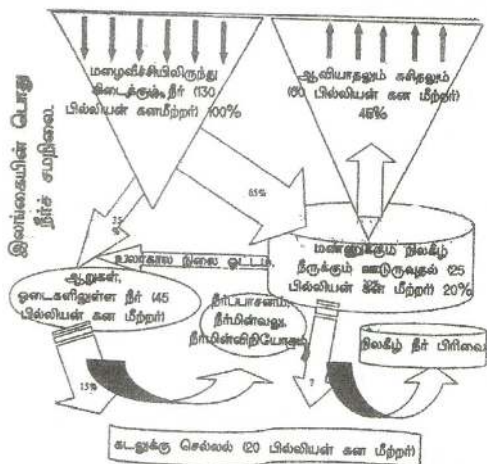 இலங்கையின் பொது
நீர்ச் சமநிலை.
மழைவீச்சியிலிருந்து
கிடைக்கும் நீர் (130
பில்லியன் கனமீற்றர்) 100%
ஆவியாதலும் கசிதலும்
(60 பில்லியன் கன மீற்றர்)
45%
65%
35
%
உலர்கால நிலை ஓட்டம்
மண்ணுக்கும் நிலகீழ்
நீருக்கும் ஊடுருவுதல் (25
பில்லியன் கன மீற்றர்) 20%
ஆறுகள்,
ஓடைகளிலுள்ள நீர் (45
பில்லியன் கன மீற்றர்)
நீர்ப்பாசனம்,
நீர்மின்வலு,
நீர்மின்விநியோகம்
நிலகீழ் நீர் பிரிவை
15%
?
கடலுக்கு செல்லல் (20 பில்லியன் கன மீற்றர்)